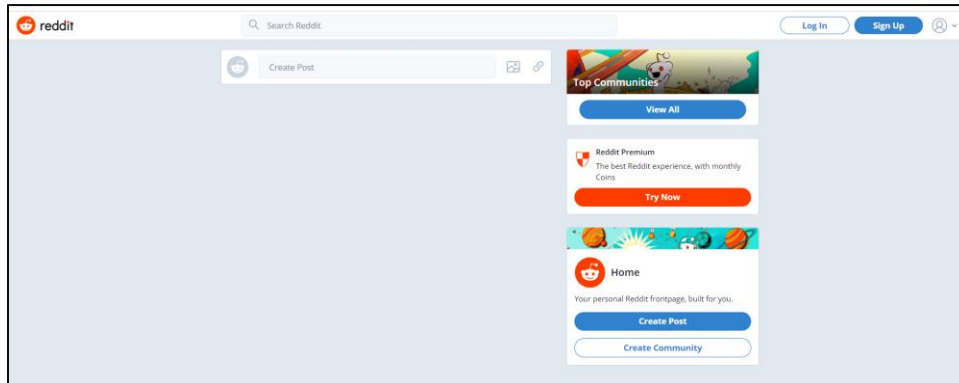 reddit
Search Reddit
Log In
Sign Up
Create Post
Top Communities
View All
Reddit Premium
The best Reddit experience, with monthly
Coins
Try Now
Home
Your personal Reddit frontpage, built for you.
Create Post
Create Community